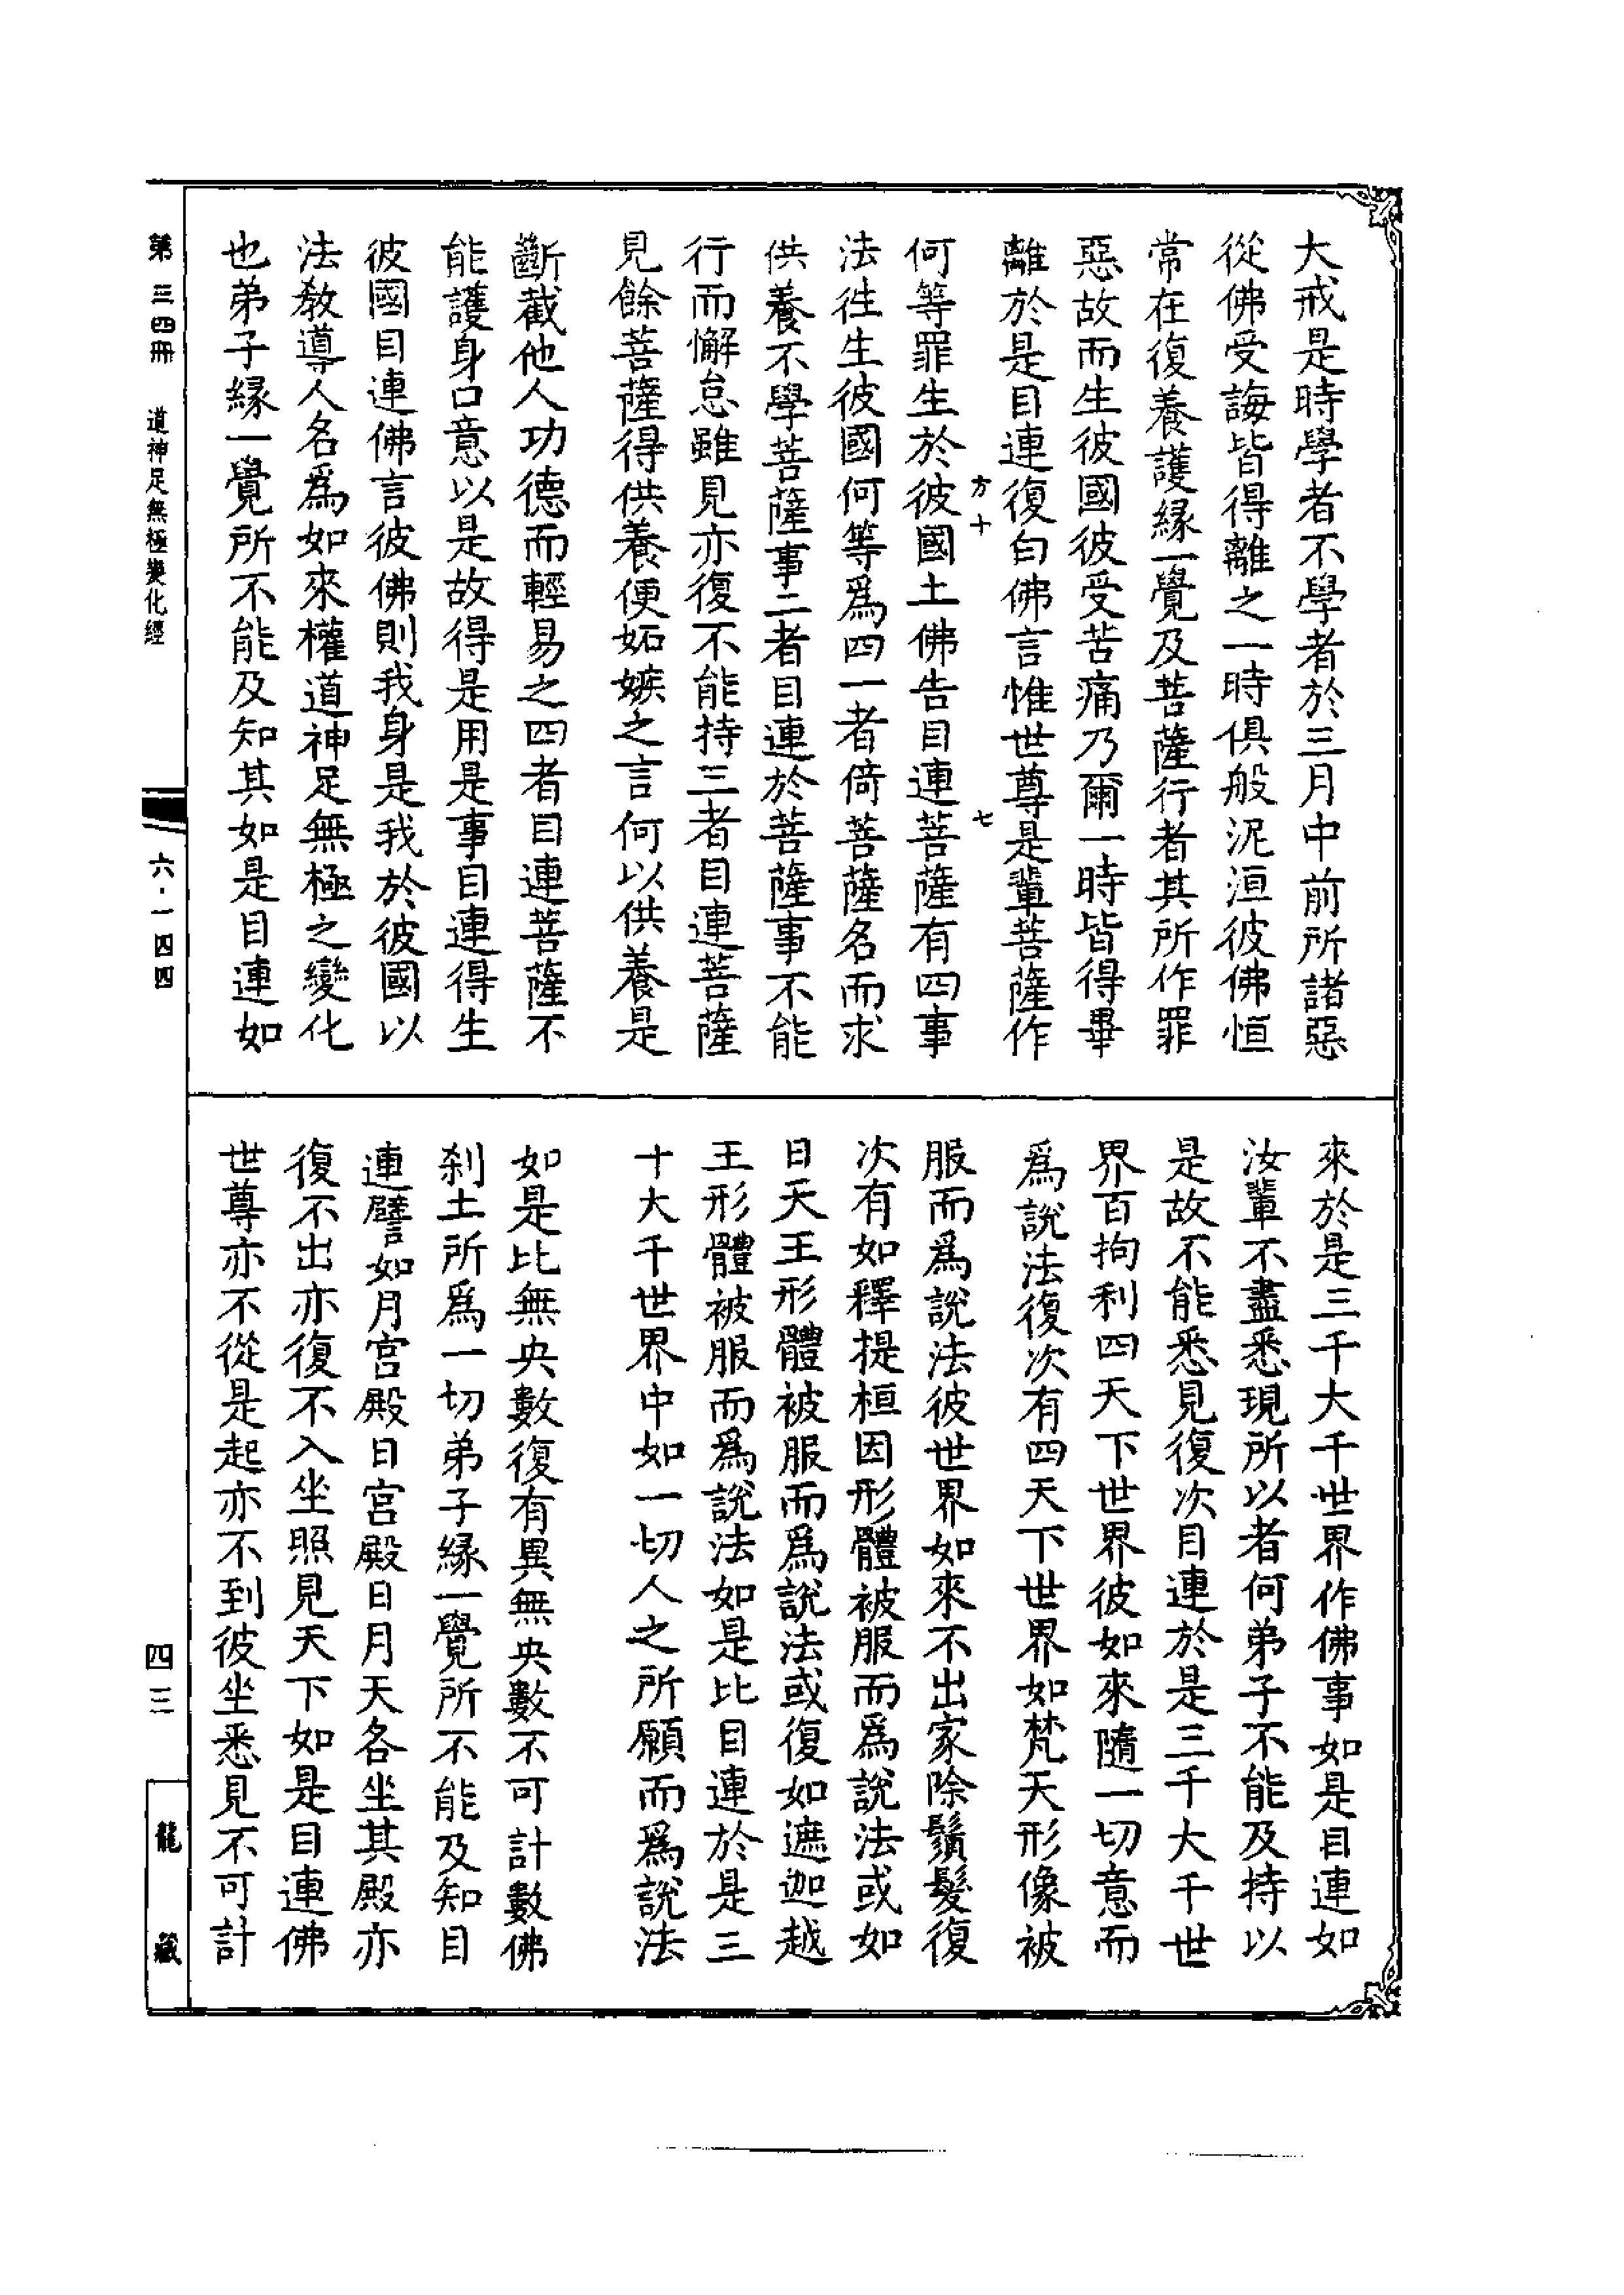 大戒是時學者不學者於三月中前所諸惡
從佛受誨皆得離之一時俱般泥洹彼佛恒
常在復養護縁一覺及菩薩行者其所作罪
惡故而生彼國彼受苦痛乃爾一時皆得畢
離於是目連復白佛言惟世尊是輩菩薩作
方十
七
何等罪生於彼國土佛告目連菩薩有四事
法徃生彼國何等爲四一者倚菩薩名而求
供養不學菩薩事二者目連於菩薩事不能
行而懈怠雖見亦復不能持三者目連菩薩
見餘菩薩得供養便妬嫉之言何以供養是
斷截他人功德而輕易之四者目連菩薩不
能護身口意以是故得是用是事目連得生
彼國目連佛言彼佛則我身是我於彼國以
法教導人名爲如來權道神足無極之變化
也弟子縁一覺所不能及知其如是目連如
來於是三千大千世界作佛事如是目連如
汝輩不盡悉現所以者何弟子不能及持以
是故不能悉見復次目連於是三千大千世
界百拘利四天下世界彼如來隨一切意而
爲說法復次有四天下世界如梵天形像被
服而爲說法彼世界如來不出家除鬚髮復
次有如釋提桓因形體被服而爲說法或如
日天王形體被服而爲說法或復如遮迦越
王形體被服而爲說法如是比目連於是三
十大千世界中如一切人之所願而爲說法
如是比無央數復有異無央數不可計數佛
刹土所爲一切弟子縁一覺所不能及知目
連譬如月宮殿日宮殿日月天各坐其殿亦
復不出亦復不入坐照見天下如是目連佛
世尊亦不從是起亦不到彼坐悉見不可計
第三四冊 道神足無極變化經
六·一四四
四三
龍藏